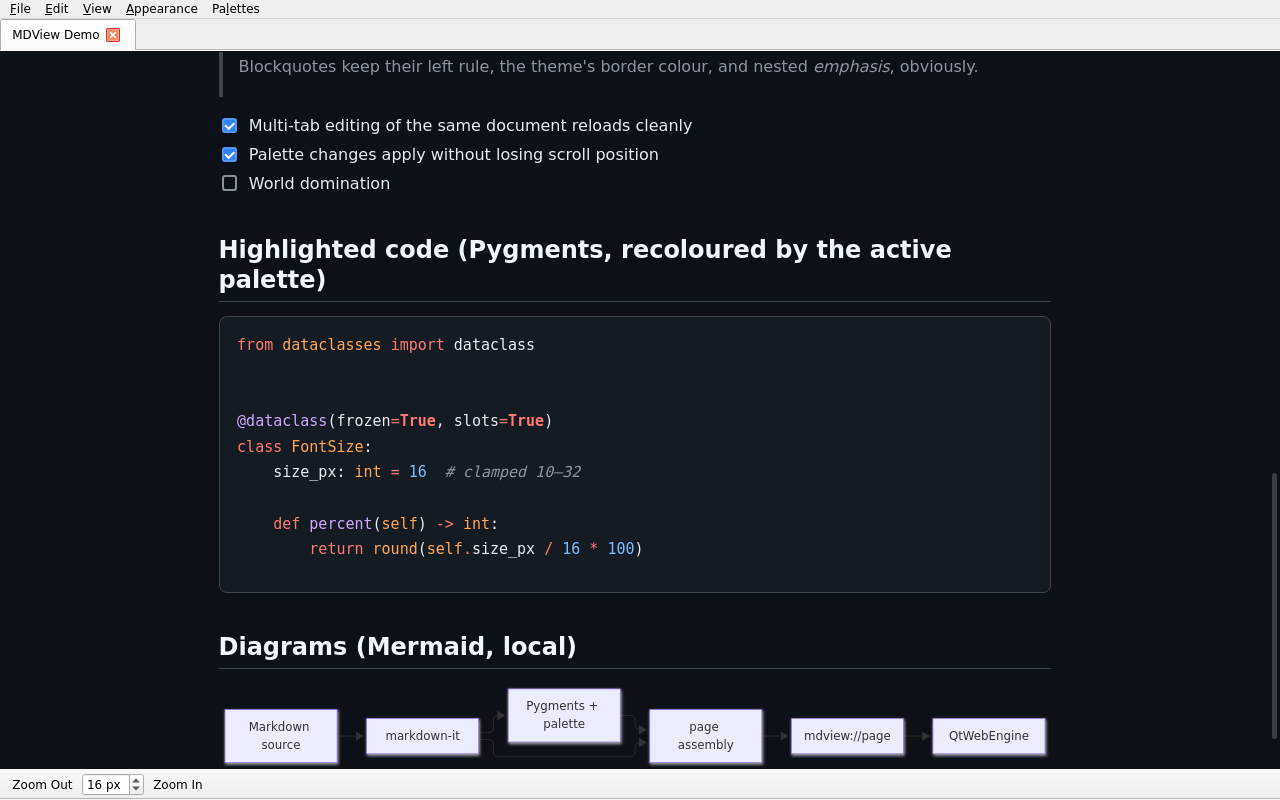 File Edit View Appearance Palettes
MDView Demo
Blockquotes keep their left rule, the theme's border colour, and nested emphasis, obviously.
Multi-tab editing of the same document reloads cleanly
Palette changes apply without losing scroll position
World domination
Highlighted code (Pygments, recoloured by the active
palette)
from dataclasses import dataclass
@dataclass(frozen=True, slots=True)
class FontSize:
    size_px: int = 16  # clamped 10–32
    def percent(self) -> int:
        return round(self.size_px / 16 * 100)
Diagrams (Mermaid, local)
Markdown
source
markdown-it
Pygments +
palette
page
assembly
mdview://page
QtWebEngine
Zoom Out 16 px Zoom In